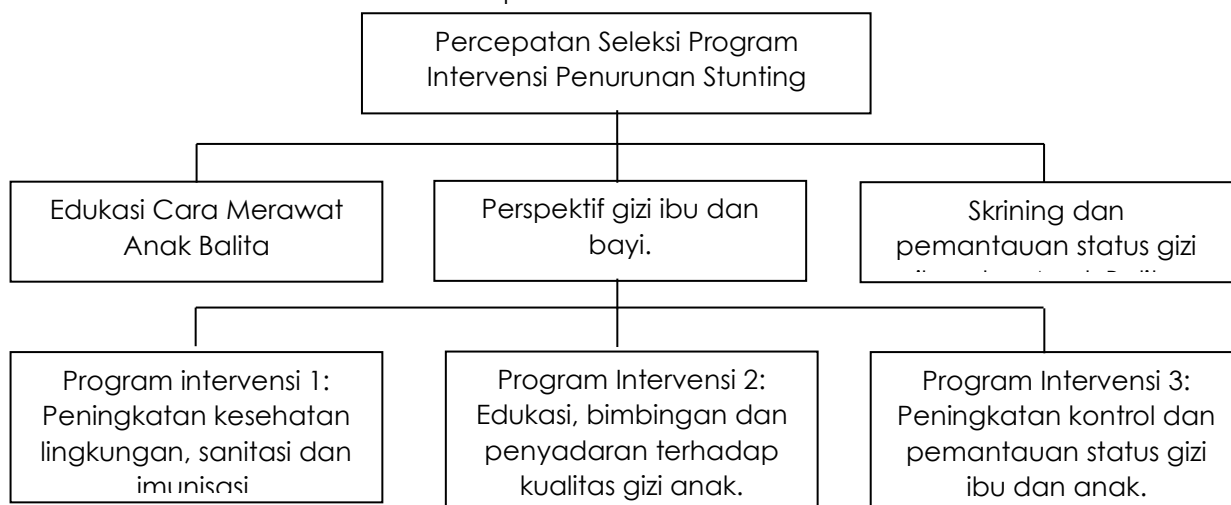 Percepatan Seleksi Program
Intervensi Penurunan Stunting
Edukasi Cara Merawat
Anak Balita
Perspektif gizi ibu dan
bayi.
Skrining dan
pemantauan status gizi
Program intervensi 1:
Peningkatan kesehatan
lingkungan, sanitasi dan
imunisasi
Program Intervensi 2:
Edukasi, bimbingan dan
penyadaran terhadap
kualitas gizi anak.
Program Intervensi 3:
Peningkatan kontrol dan
pemantauan status gizi
ibu dan anak.